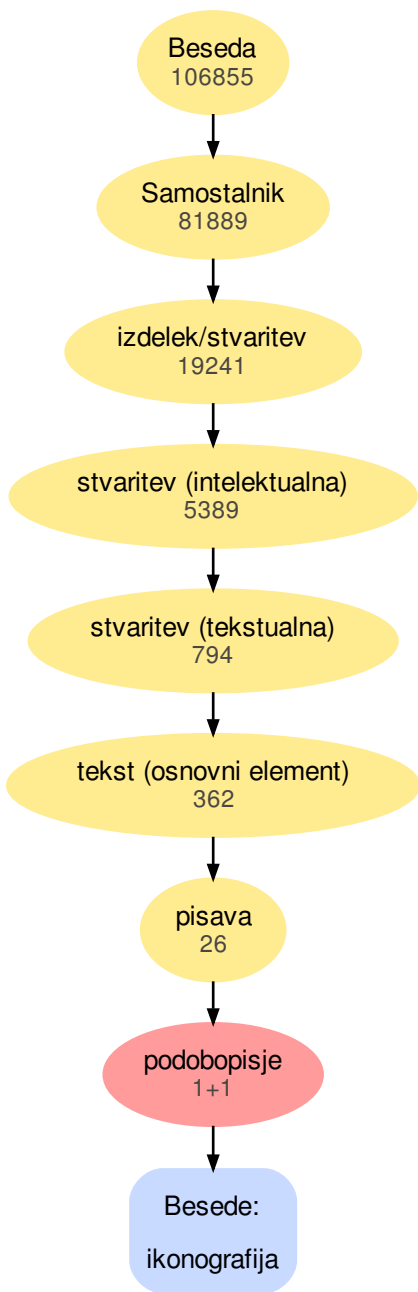 Beseda
106855
Samostalnik
81889
izdelek/stvaritev
19241
stvaritev (intelektualna)
5389
stvaritev (tekstualna)
794
tekst (osnovni element)
362
pisava
26
podobopisje
1+1
Besede:
ikonografija